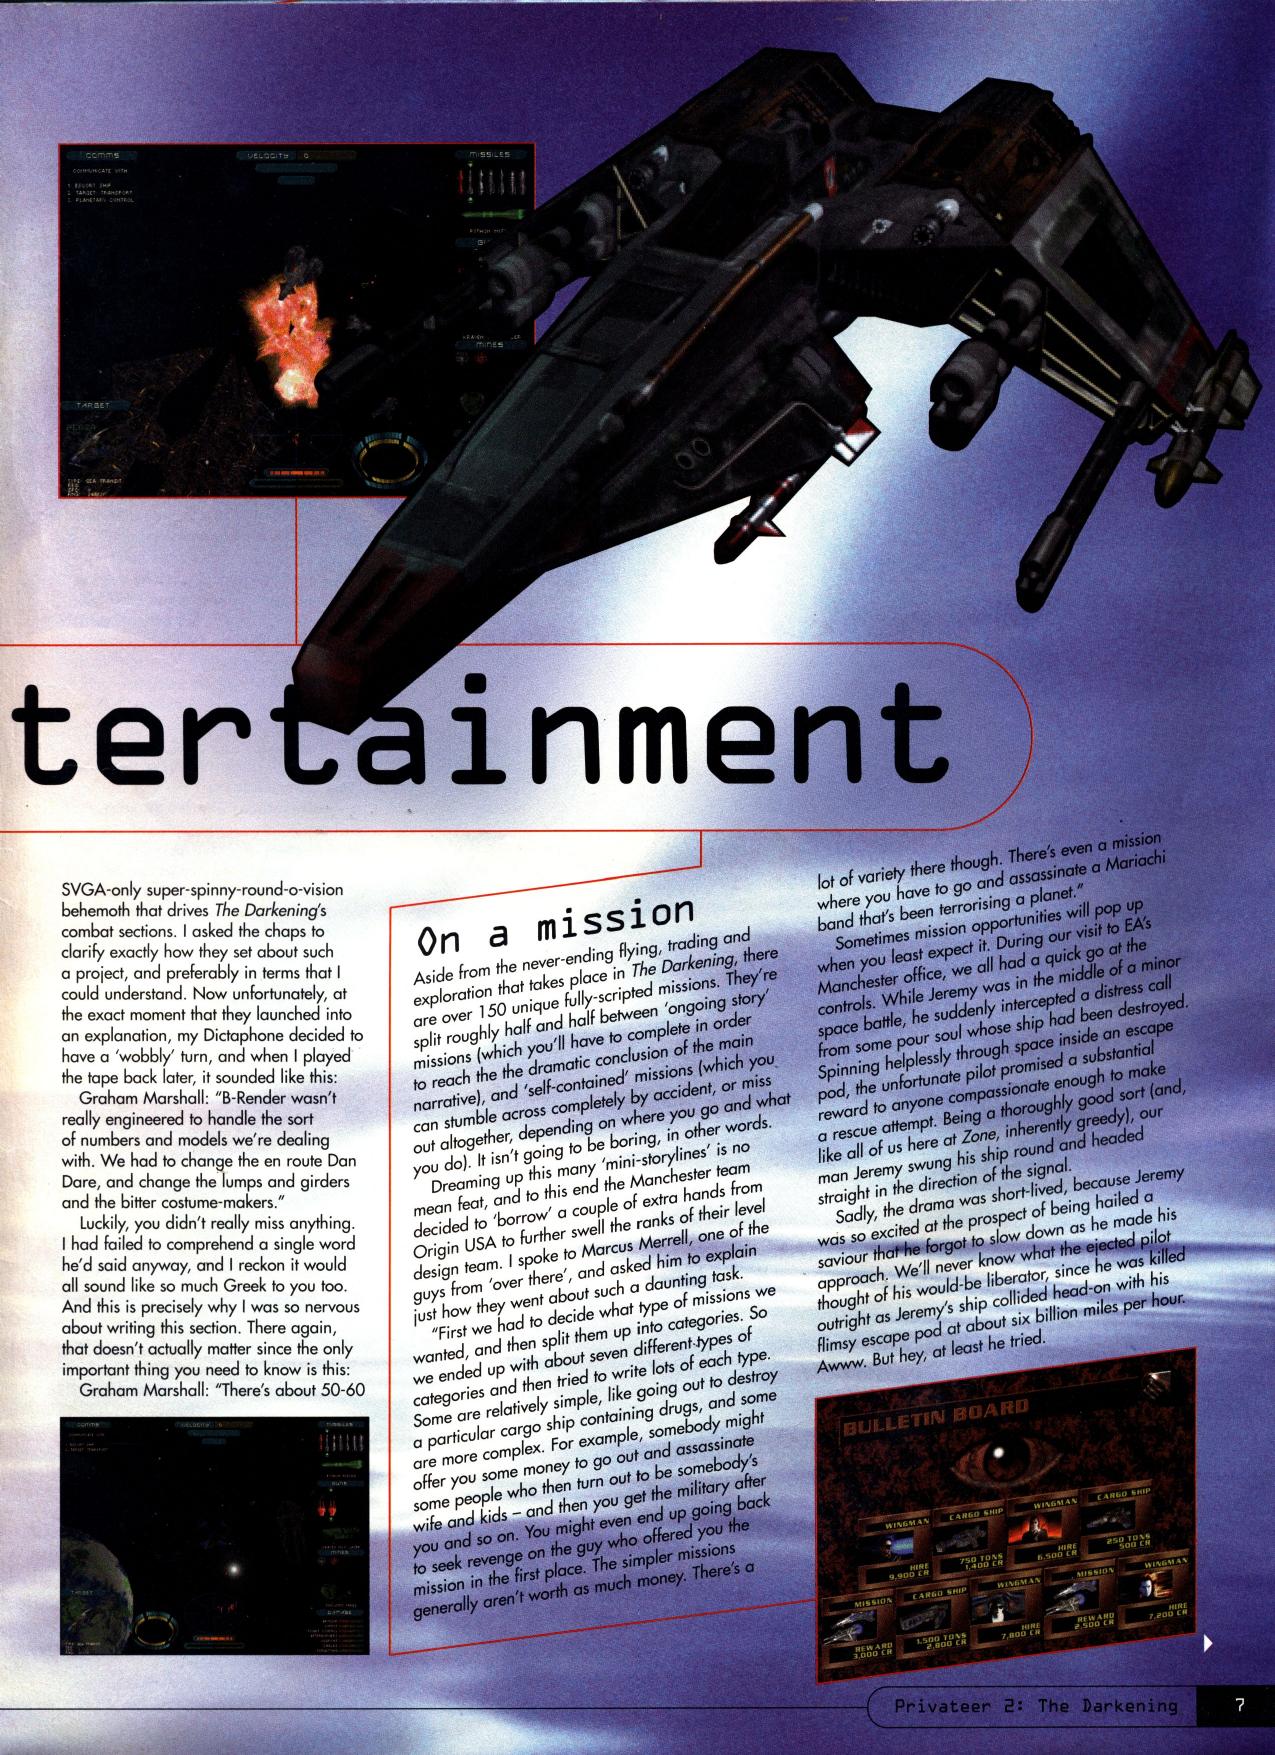 COMMS
VELOCITY 0
MISSILES
COMMUNICATE WITH
1. ESCORT SHIP
2. TARGET TRANSPORT
3. PLANETARY CONTROL
MINES
TARGET
tertainment
SVGA-only super-spinny-round-o-vision
behemoth that drives The Darkening's
combat sections. I asked the chaps to
clarify exactly how they set about such
a project, and preferably in terms that I
could understand. Now unfortunately, at
the exact moment that they launched into
an explanation, my Dictaphone decided to
have a 'wobbly' turn, and when I played
the tape back later, it sounded like this:
Graham Marshall: "B-Render wasn't
really engineered to handle the sort
of numbers and models we're dealing
with. We had to change the en route Dan
Dare, and change the lumps and girders
and the bitter costume-makers."
Luckily, you didn't really miss anything.
I had failed to comprehend a single word
he'd said anyway, and I reckon it would
all sound like so much Greek to you too.
And this is precisely why I was so nervous
about writing this section. There again,
that doesn't actually matter since the only
important thing you need to know is this:
Graham Marshall: "There's about 50-60
COMMS
VELOCITY
MISSILES
GUNS
MINES
TARGET
DAMAGE
On a mission
Aside from the never-ending flying, trading and
exploration that takes place in The Darkening, there
are over 150 unique fully-scripted missions. They're
split roughly half and half between 'ongoing story'
missions (which you'll have to complete in order
to reach the the dramatic conclusion of the main
narrative), and 'self-contained' missions (which you
can stumble across completely by accident, or miss
out altogether, depending on where you go and what
you do). It isn't going to be boring, in other words.
Dreaming up this many 'mini-storylines' is no
mean feat, and to this end the Manchester team
decided to 'borrow' a couple of extra hands from
Origin USA to further swell the ranks of their level
design team. I spoke to Marcus Merrell, one of the
guys from 'over there', and asked him to explain
just how they went about such a daunting task.
"First we had to decide what type of missions we
wanted, and then split them up into categories. So
we ended up with about seven different types of
categories and then tried to write lots of each type.
Some are relatively simple, like going out to destroy
a particular cargo ship containing drugs, and some
are more complex. For example, somebody might
offer you some money to go out and assassinate
some people who then turn out to be somebody's
wife and kids – and then you get the military after
you and so on. You might even end up going back
to seek revenge on the guy who offered you the
mission in the first place. The simpler missions
generally aren't worth as much money. There's a
lot of variety there though. There's even a mission
where you have to go and assassinate a Mariachi
band that's been terrorising a planet."
Sometimes mission opportunities will pop up
when you least expect it. During our visit to EA's
Manchester office, we all had a quick go at the
controls. While Jeremy was in the middle of a minor
space battle, he suddenly intercepted a distress call
from some pour soul whose ship had been destroyed.
Spinning helplessly through space inside an escape
pod, the unfortunate pilot promised a substantial
reward to anyone compassionate enough to make
a rescue attempt. Being a thoroughly good sort (and,
like all of us here at Zone, inherently greedy), our
man Jeremy swung his ship round and headed
straight in the direction of the signal.
Sadly, the drama was short-lived, because Jeremy
was so excited at the prospect of being hailed a
saviour that he forgot to slow down as he made his
approach. We'll never know what the ejected pilot
thought of his would-be liberator, since he was killed
outright as Jeremy's ship collided head-on with his
flimsy escape pod at about six billion miles per hour.
Awww. But hey, at least he tried.
BULLETIN BOARD
WINGMAN
HIRE
9,900 CR
CARGO SHIP
750 TONS
1,400 CR
WINGMAN
HIRE
6,500 CR
CARGO SHIP
250 TONS
500 CR
MISSION
REWARD
3,000 CR
CARGO SHIP
1,500 TONS
2,800 CR
WINGMAN
HIRE
7,800 CR
MISSION
REWARD
2,500 CR
WINGMAN
HIRE
7,200 CR
Privateer 2: The Darkening
7